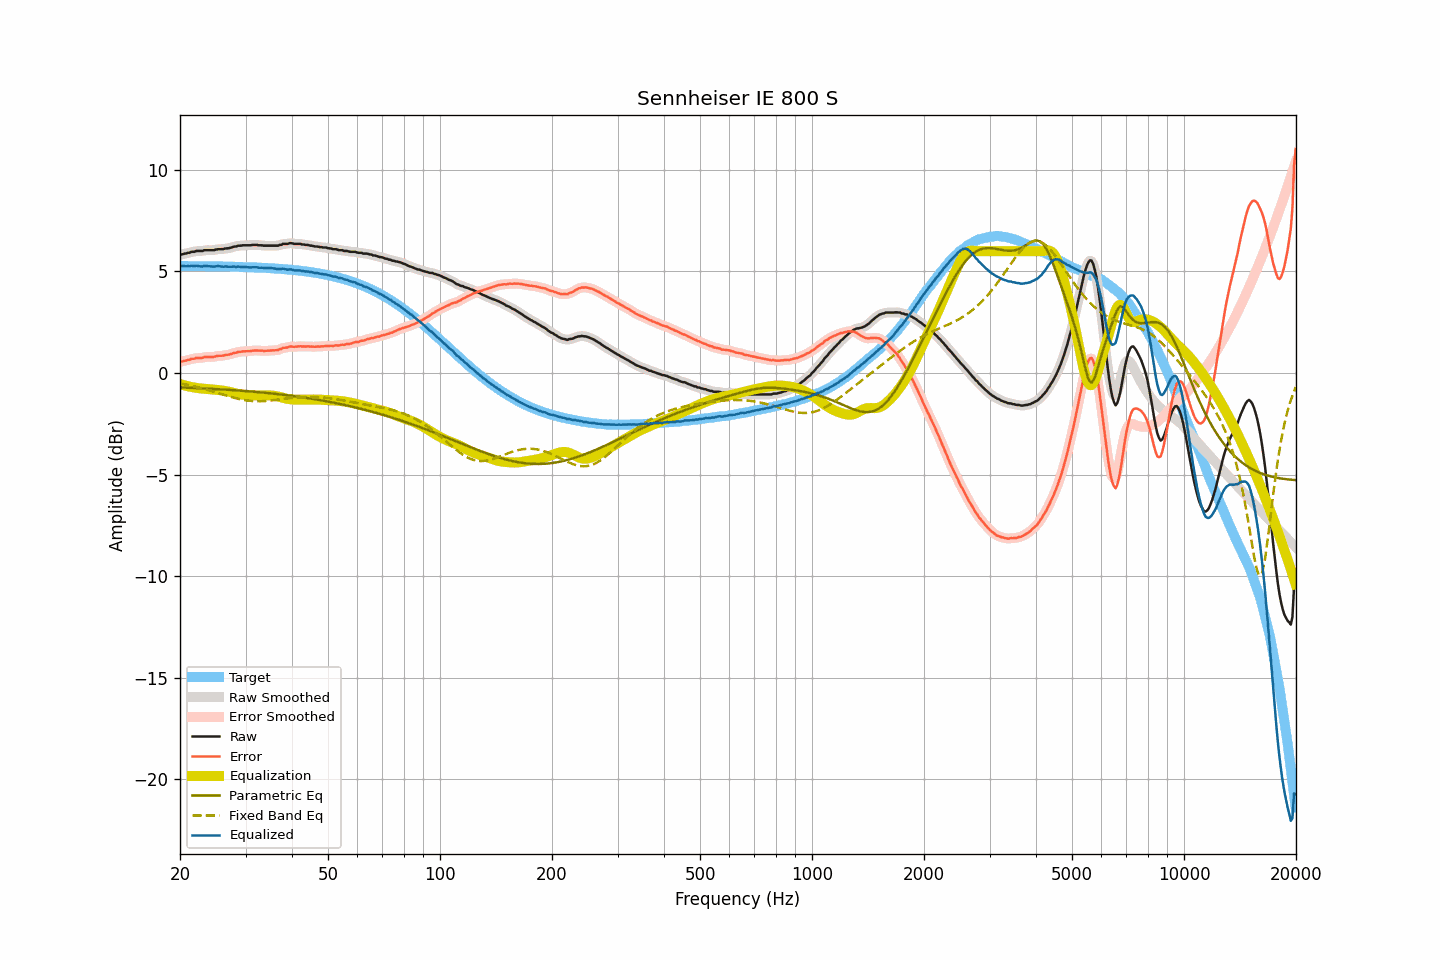 Sennheiser IE 800 S
10
5
0
−5
−10
−15
−20
Amplitude (dBr)
Target
Raw Smoothed
Error Smoothed
Raw
Error
Equalization
Parametric Eq
Fixed Band Eq
Equalized
20 50 100 200 500 1000 2000 5000 10000 20000
Frequency (Hz)